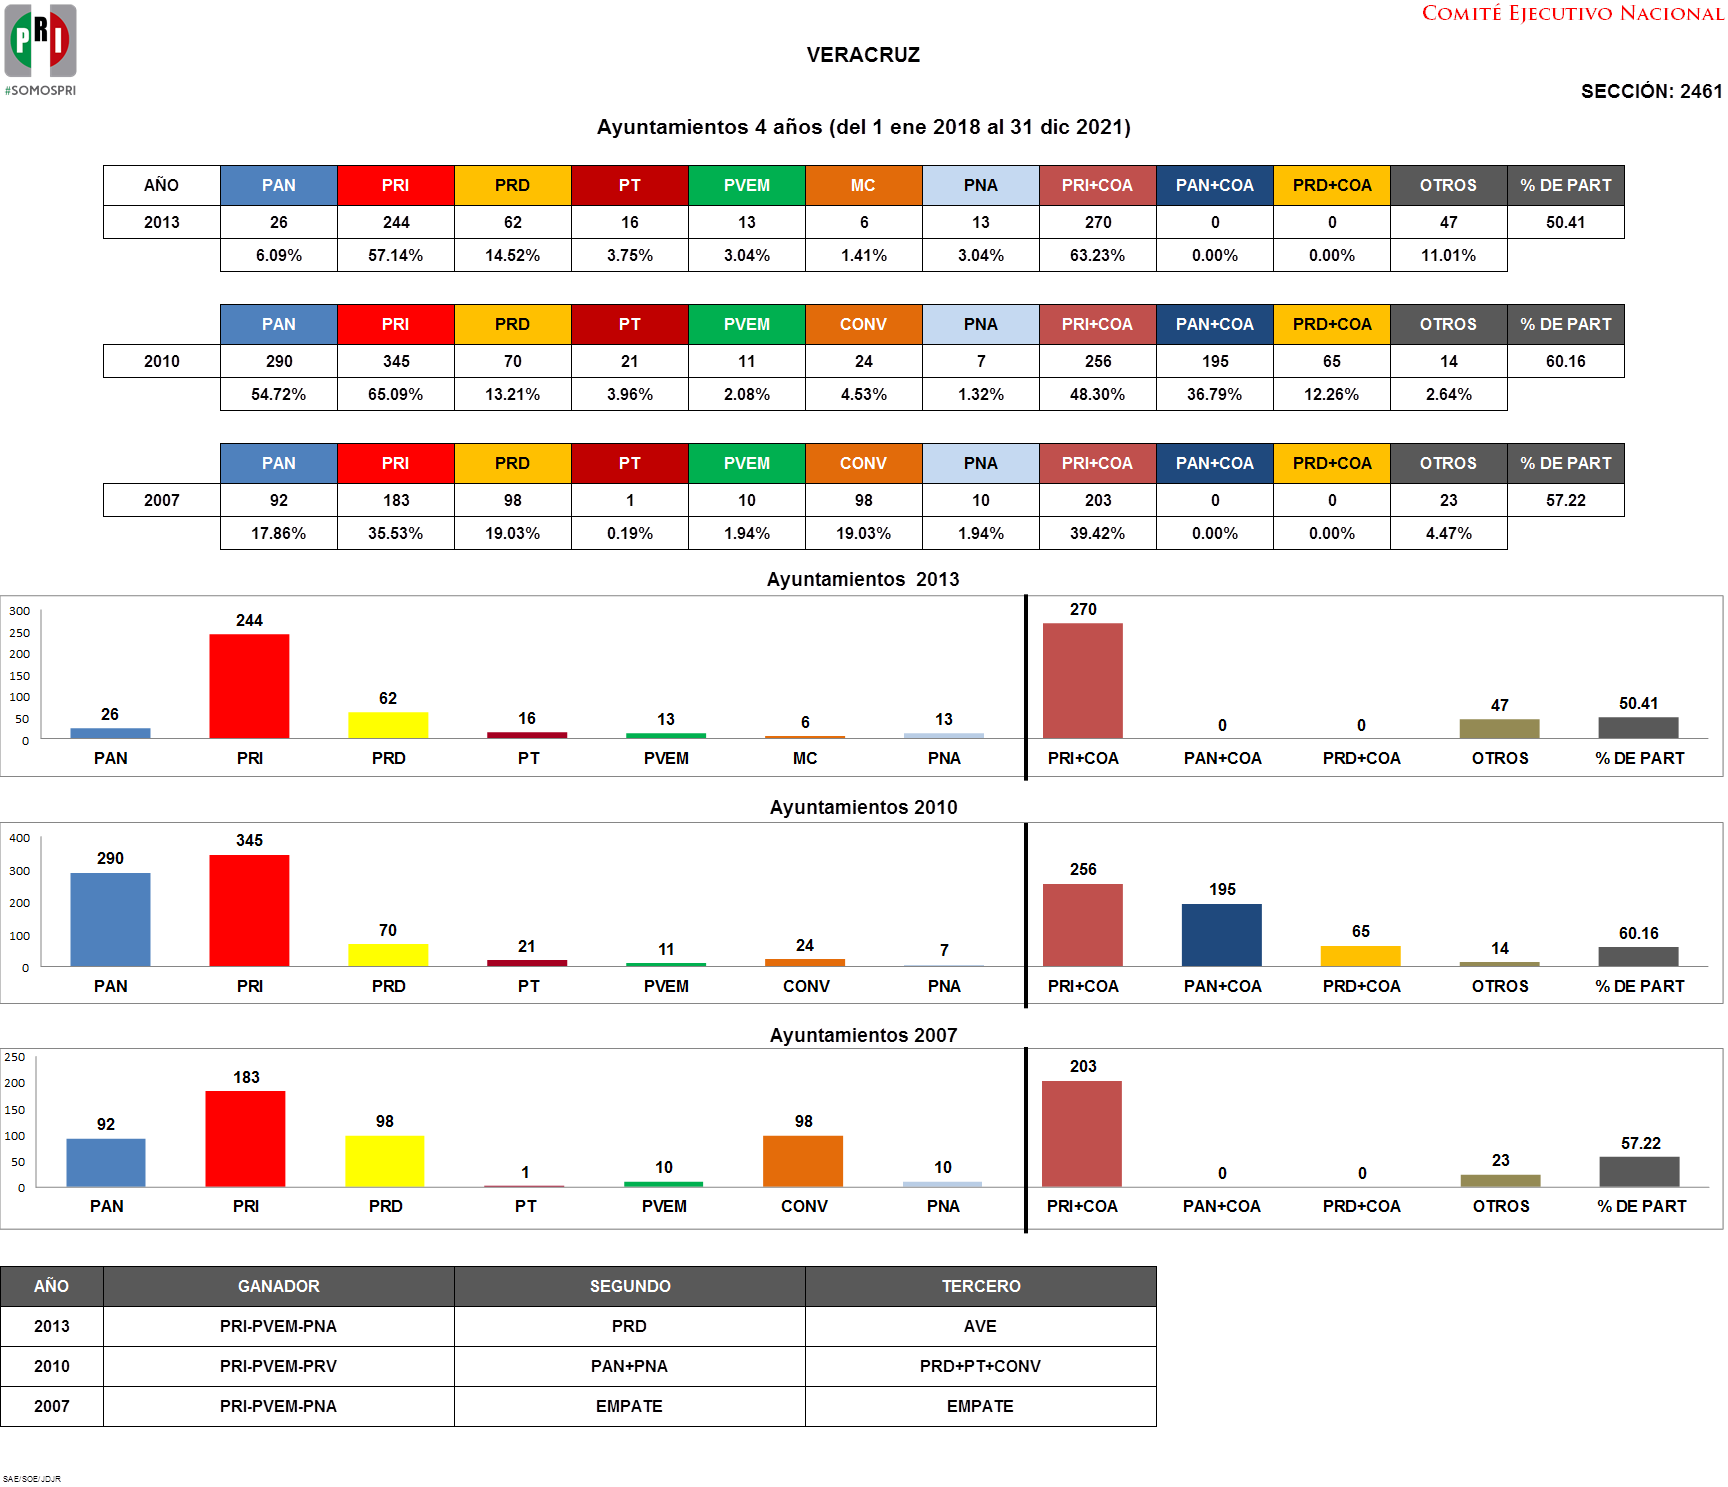 PRI
#SOMOSPRI
COMITÉ EJECUTIVO NACIONAL
VERACRUZ
SECCIÓN: 2461
Ayuntamientos 4 años (del 1 ene 2018 al 31 dic 2021)
AÑO PAN PRI PRD PT PVEM MC PNA PRI+COA PAN+COA PRD+COA OTROS % DE PART
2013 26 244 62 16 13 6 13 270 0 0 47 50.41
6.09% 57.14% 14.52% 3.75% 3.04% 1.41% 3.04% 63.23% 0.00% 0.00% 11.01%
PAN PRI PRD PT PVEM CONV PNA PRI+COA PAN+COA PRD+COA OTROS % DE PART
2010 290 345 70 21 11 24 7 256 195 65 14 60.16
54.72% 65.09% 13.21% 3.96% 2.08% 4.53% 1.32% 48.30% 36.79% 12.26% 2.64%
PAN PRI PRD PT PVEM CONV PNA PRI+COA PAN+COA PRD+COA OTROS % DE PART
2007 92 183 98 1 10 98 10 203 0 0 23 57.22
17.86% 35.53% 19.03% 0.19% 1.94% 19.03% 1.94% 39.42% 0.00% 0.00% 4.47%
Ayuntamientos 2013
300
250
200
150
100
50
0
26 244 62 16 13 6 13 270 0 0 47 50.41
PAN PRI PRD PT PVEM MC PNA PRI+COA PAN+COA PRD+COA OTROS % DE PART
Ayuntamientos 2010
400
300
200
100
0
290 345 70 21 11 24 7 256 195 65 14 60.16
PAN PRI PRD PT PVEM CONV PNA PRI+COA PAN+COA PRD+COA OTROS % DE PART
Ayuntamientos 2007
250
200
150
100
50
0
92 183 98 1 10 98 10 203 0 0 23 57.22
PAN PRI PRD PT PVEM CONV PNA PRI+COA PAN+COA PRD+COA OTROS % DE PART
AÑO GANADOR SEGUNDO TERCERO
2013 PRI-PVEM-PNA PRD AVE
2010 PRI-PVEM-PRV PAN+PNA PRD+PT+CONV
2007 PRI-PVEM-PNA EMPATE EMPATE
SAE/SOE/JDJR